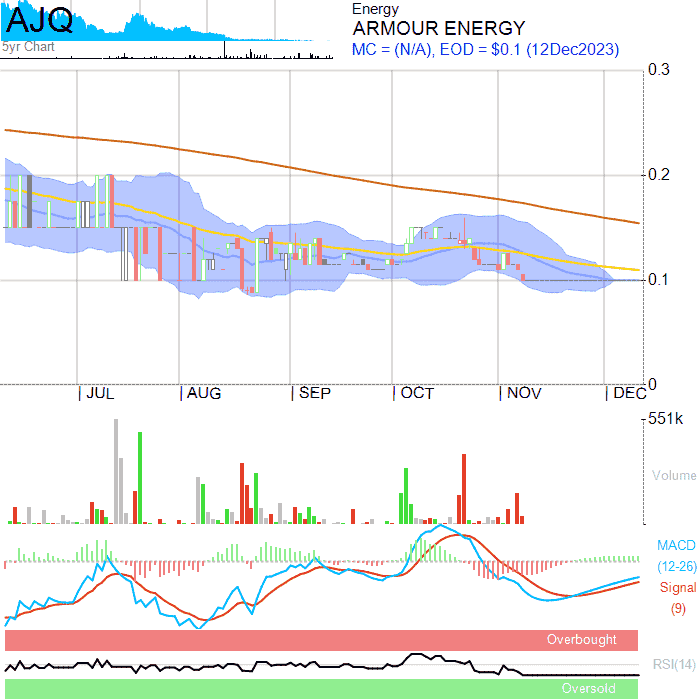 AJQ
5yr Chart
Energy
ARMOUR ENERGY
MC = (N/A), EOD = $0.1 (12Dec2023)
0.3
0.2
0.1
0
JUL AUG SEP OCT NOV DEC
551k
Volume
MACD
(12-26)
Signal
(9)
Overbought
RSI(14)
Oversold